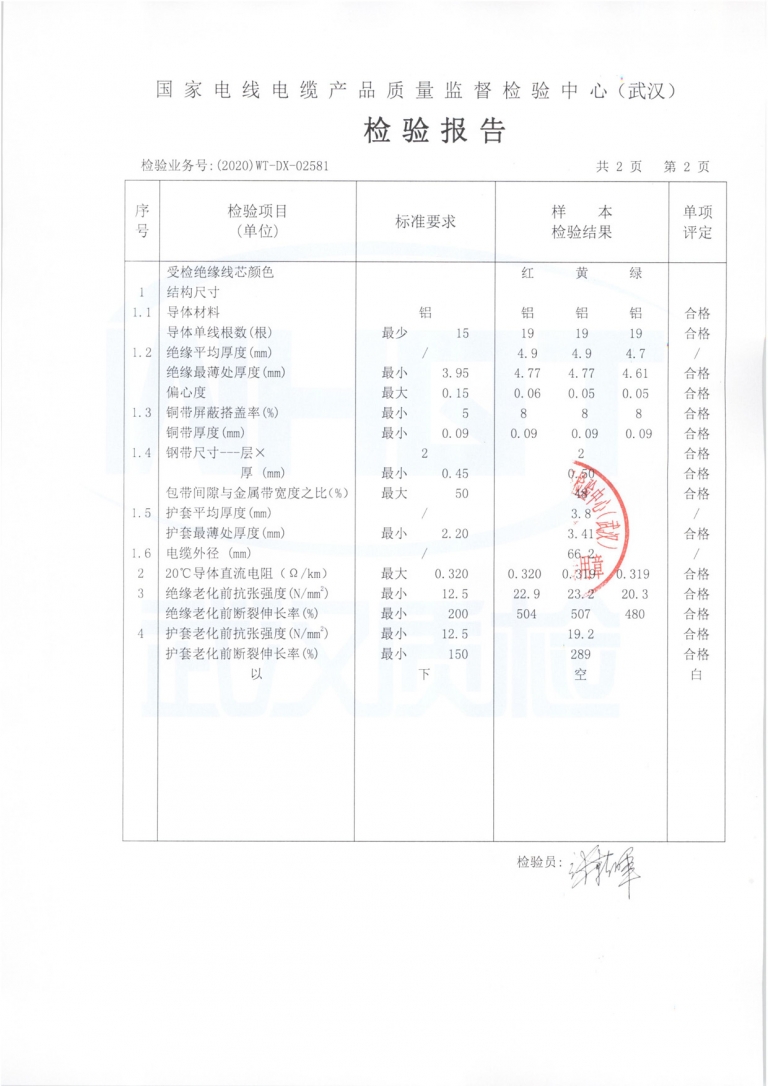 国家电线电缆产品质量监督检验中心(武汉)
检验报告
检验业务号:(2020)WT-DX-02581 共 2 页 第 2 页
序号 检验项目(单位) 标准要求 样本检验结果 单项评定
受检绝缘线芯颜色 红 黄 绿
1 结构尺寸
1.1 导体材料 铝 铝 铝 铝 合格
导体单线根数(根) 最少 15 19 19 19 合格
1.2 绝缘平均厚度(mm) / 4.9 4.9 4.7 /
绝缘最薄处厚度(mm) 最小 3.95 4.77 4.77 4.61 合格
偏心度 最大 0.15 0.06 0.05 0.05 合格
1.3 铜带屏蔽搭盖率(%) 最小 5 8 8 8 合格
铜带厚度(mm) 最小 0.09 0.09 0.09 0.09 合格
1.4 钢带尺寸---层× 2 2 合格
厚 (mm) 最小 0.45 0.50 合格
包带间隙与金属带宽度之比(%) 最大 50 48 合格
1.5 护套平均厚度(mm) / 3.8 /
护套最薄处厚度(mm) 最小 2.20 3.41 合格
1.6 电缆外径 (mm) / 66.2 /
2 20℃导体直流电阻(Ω/km) 最大 0.320 0.320 0.319 0.319 合格
3 绝缘老化前抗张强度(N/mm²) 最小 12.5 22.9 23.2 20.3 合格
绝缘老化前断裂伸长率(%) 最小 200 504 507 480 合格
4 护套老化前抗张强度(N/mm²) 最小 12.5 19.2 合格
护套老化前断裂伸长率(%) 最小 150 289 合格
以 下 空 白
检验中心(武汉)
用章
武汉质检
检验员: